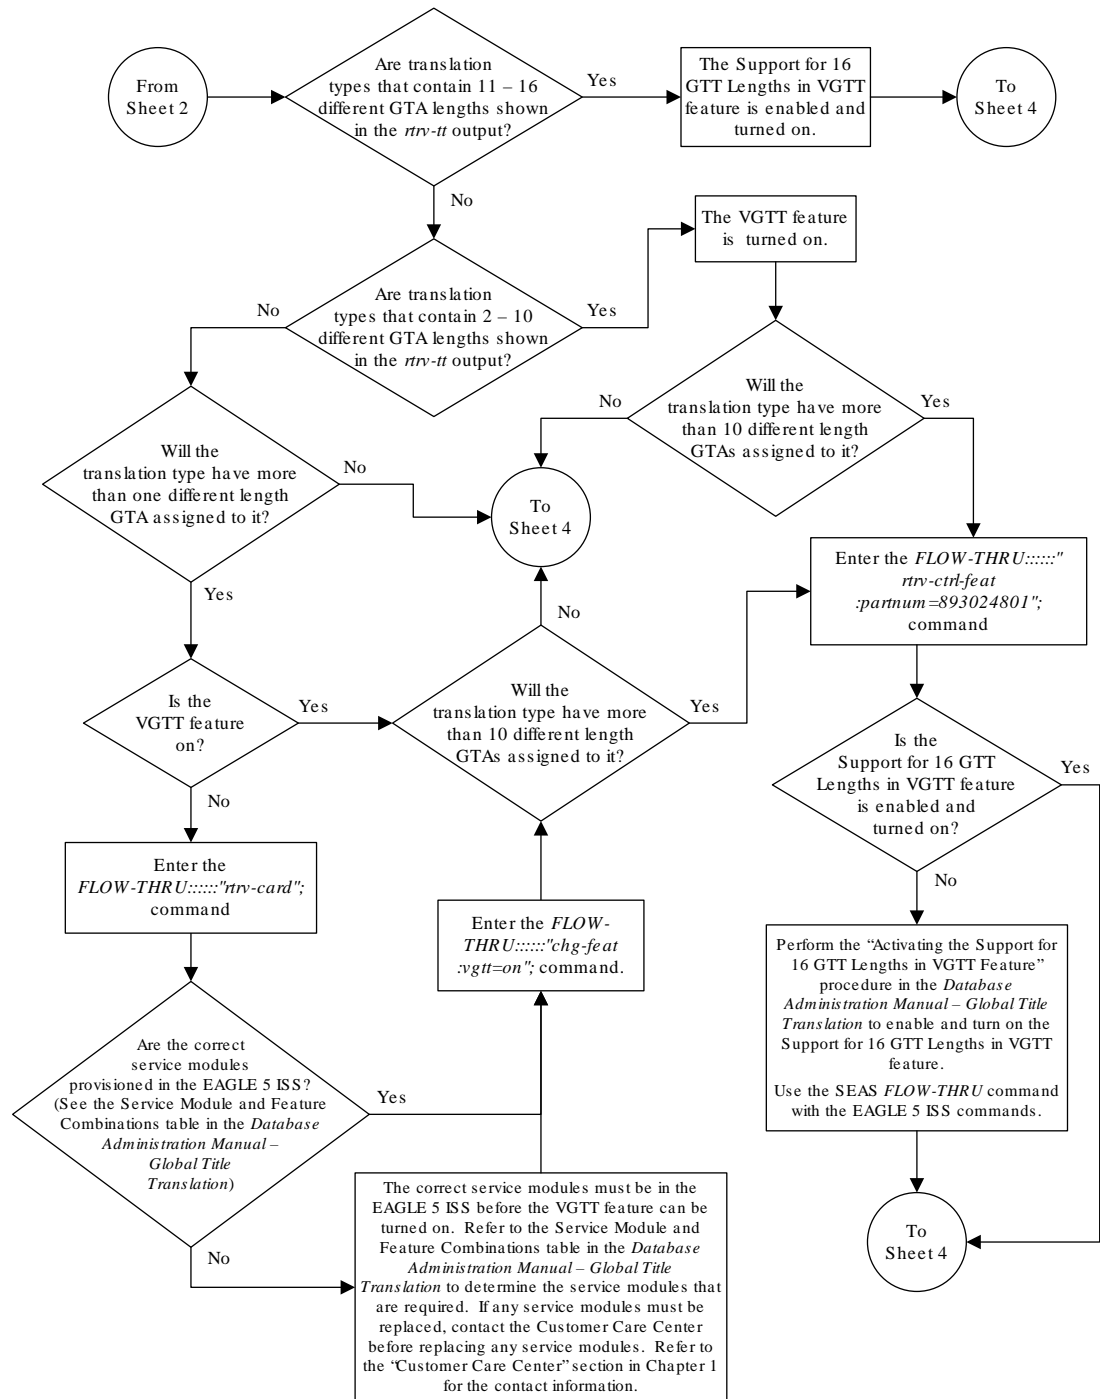 From
Sheet 2
Are translation
types that contain 11 – 16
different GTA lengths shown
in the rtrv-tt output?
Yes
The Support for 16
GTT Lengths in VGTT
feature is enabled and
turned on.
To
Sheet 4
No
The VGTT feature
is turned on.
Are translation
types that contain 2 – 10
different GTA lengths shown
in the rtrv-tt output?
No
Yes
Will the
translation type have more
than 10 different length
GTAs assigned to it?
No
Yes
Will the
translation type have more
than one different length
GTA assigned to it?
No
To
Sheet 4
Yes
Enter the FLOW-THRU::::::"
rtrv-ctrl-feat
:partnum=893024801";
command
No
Is the
VGTT feature
on?
Yes
Will the
translation type have more
than 10 different length
GTAs assigned to it?
Yes
Is the
Support for 16 GTT
Lengths in VGTT feature
is enabled and
turned on?
Yes
No
No
Enter the
FLOW-THRU::::::"rtrv-card";
command
Enter the FLOW-
THRU::::::"chg-feat
:vgtt=on"; command.
Perform the “Activating the Support for
16 GTT Lengths in VGTT Feature”
procedure in the Database
Administration Manual – Global Title
Translation to enable and turn on the
Support for 16 GTT Lengths in VGTT
feature.
Use the SEAS FLOW-THRU command
with the EAGLE 5 ISS commands.
Are the correct
service modules
provisioned in the EAGLE 5 ISS?
(See the Service Module and Feature
Combinations table in the Database
Administration Manual –
Global Title
Translation)
Yes
No
The correct service modules must be in the
EAGLE 5 ISS before the VGTT feature can be
turned on. Refer to the Service Module and
Feature Combinations table in the Database
Administration Manual – Global Title
Translation to determine the service modules that
are required. If any service modules must be
replaced, contact the Customer Care Center
before replacing any service modules. Refer to
the “Customer Care Center” section in Chapter 1
for the contact information.
To
Sheet 4